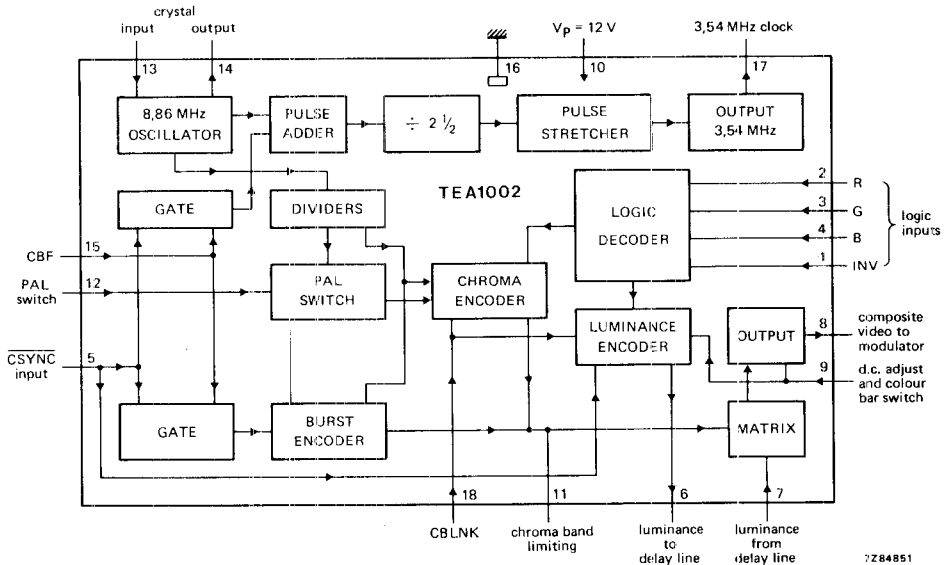 crystal
input
output
V_P = 12 V
3,54 MHz clock
13
14
16
10
17
8,86 MHz
OSCILLATOR
PULSE
ADDER
÷ 2 ½
PULSE
STRETCHER
OUTPUT
3,54 MHz
TEA1002
2
R
3
G
4
B
1
INV
logic
inputs
GATE
DIVIDERS
LOGIC
DECODER
CBF
15
PAL
switch
12
PAL
SWITCH
CHROMA
ENCODER
LUMINANCE
ENCODER
OUTPUT
8
composite
video to
modulator
C̅S̅Y̅N̅C̅
input
5
9
d.c. adjust
and colour
bar switch
GATE
BURST
ENCODER
MATRIX
18
11
6
7
CBLNK
chroma band
limiting
luminance
to
delay line
luminance
from
delay line
7Z84851